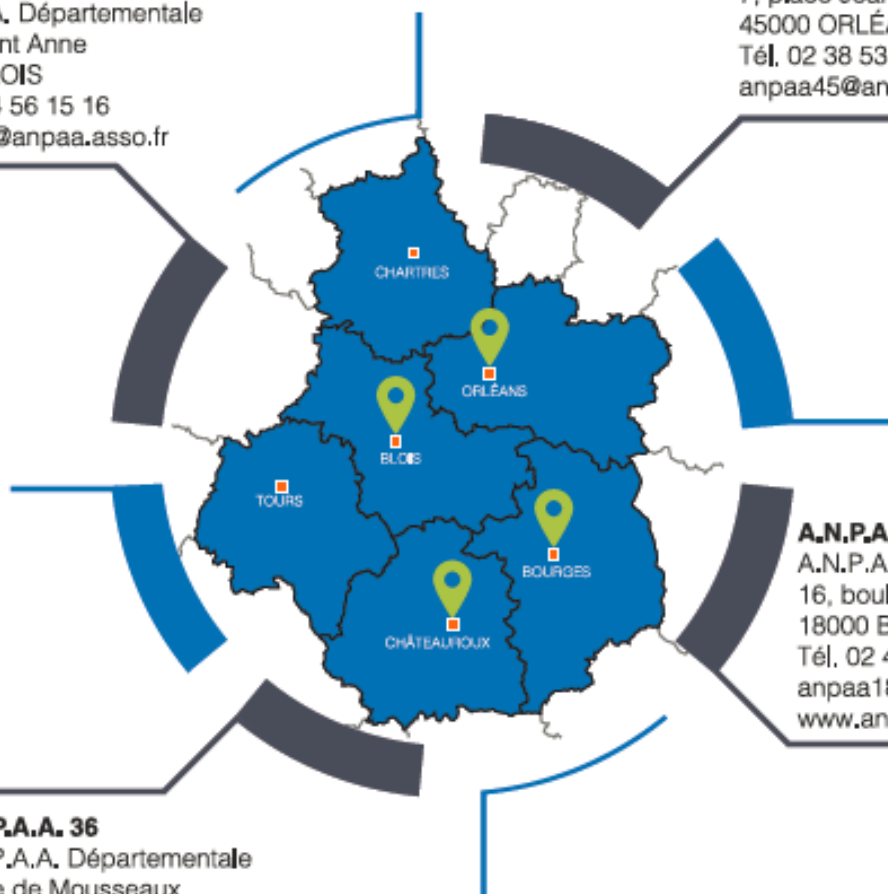 A. Départementale
nt Anne
OIS
56 15 16
@anpaa.asso.fr
45000 ORLÉA
Tél. 02 38 53
anpaa45@an
CHARTRES
ORLÉANS
BLOIS
TOURS
BOURGES
CHÂTEAUROUX
A.N.P.A
A.N.P.A
16, boul
18000 B
Tél. 02 4
anpaa18
www.an
P.A.A. 36
P.A.A. Départementale
e de Mousseaux